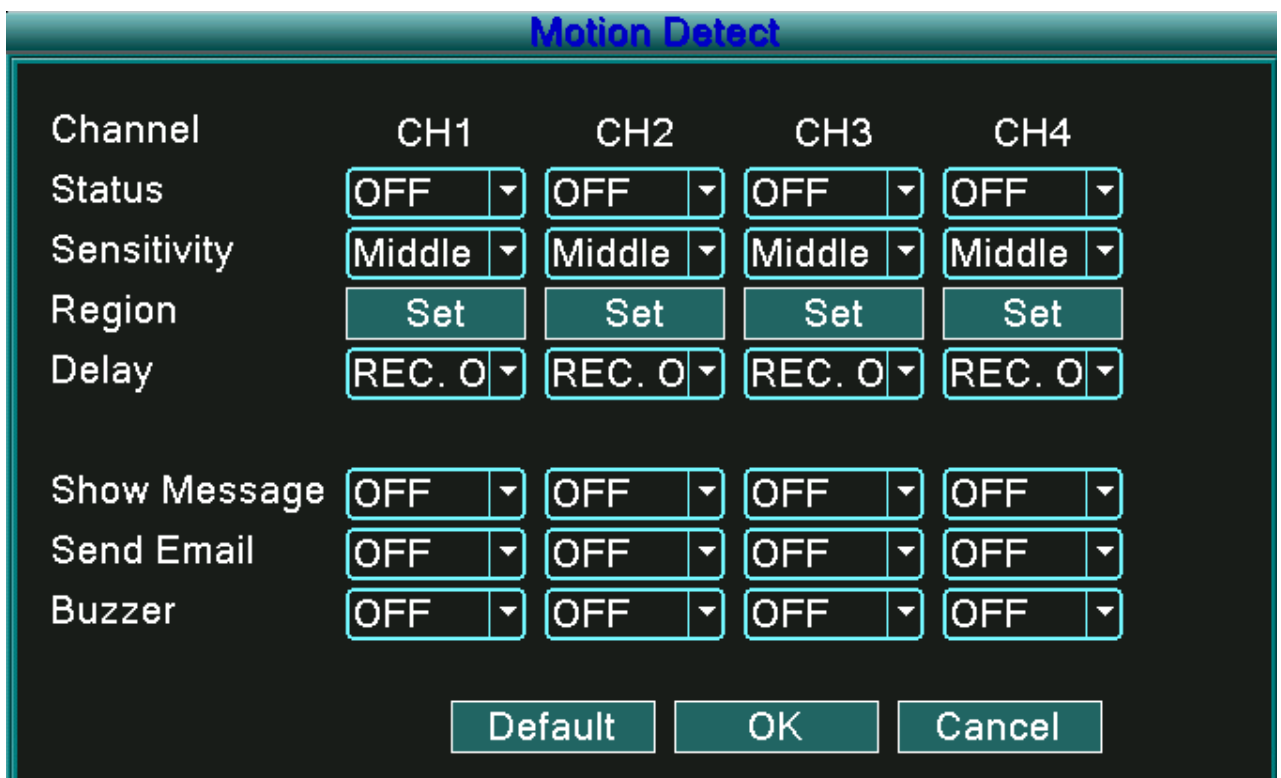 Motion Detect
Channel CH1 CH2 CH3 CH4
Status OFF OFF OFF OFF
Sensitivity Middle Middle Middle Middle
Region Set Set Set Set
Delay REC. O REC. O REC. O REC. O
Show Message OFF OFF OFF OFF
Send Email OFF OFF OFF OFF
Buzzer OFF OFF OFF OFF
Default OK Cancel